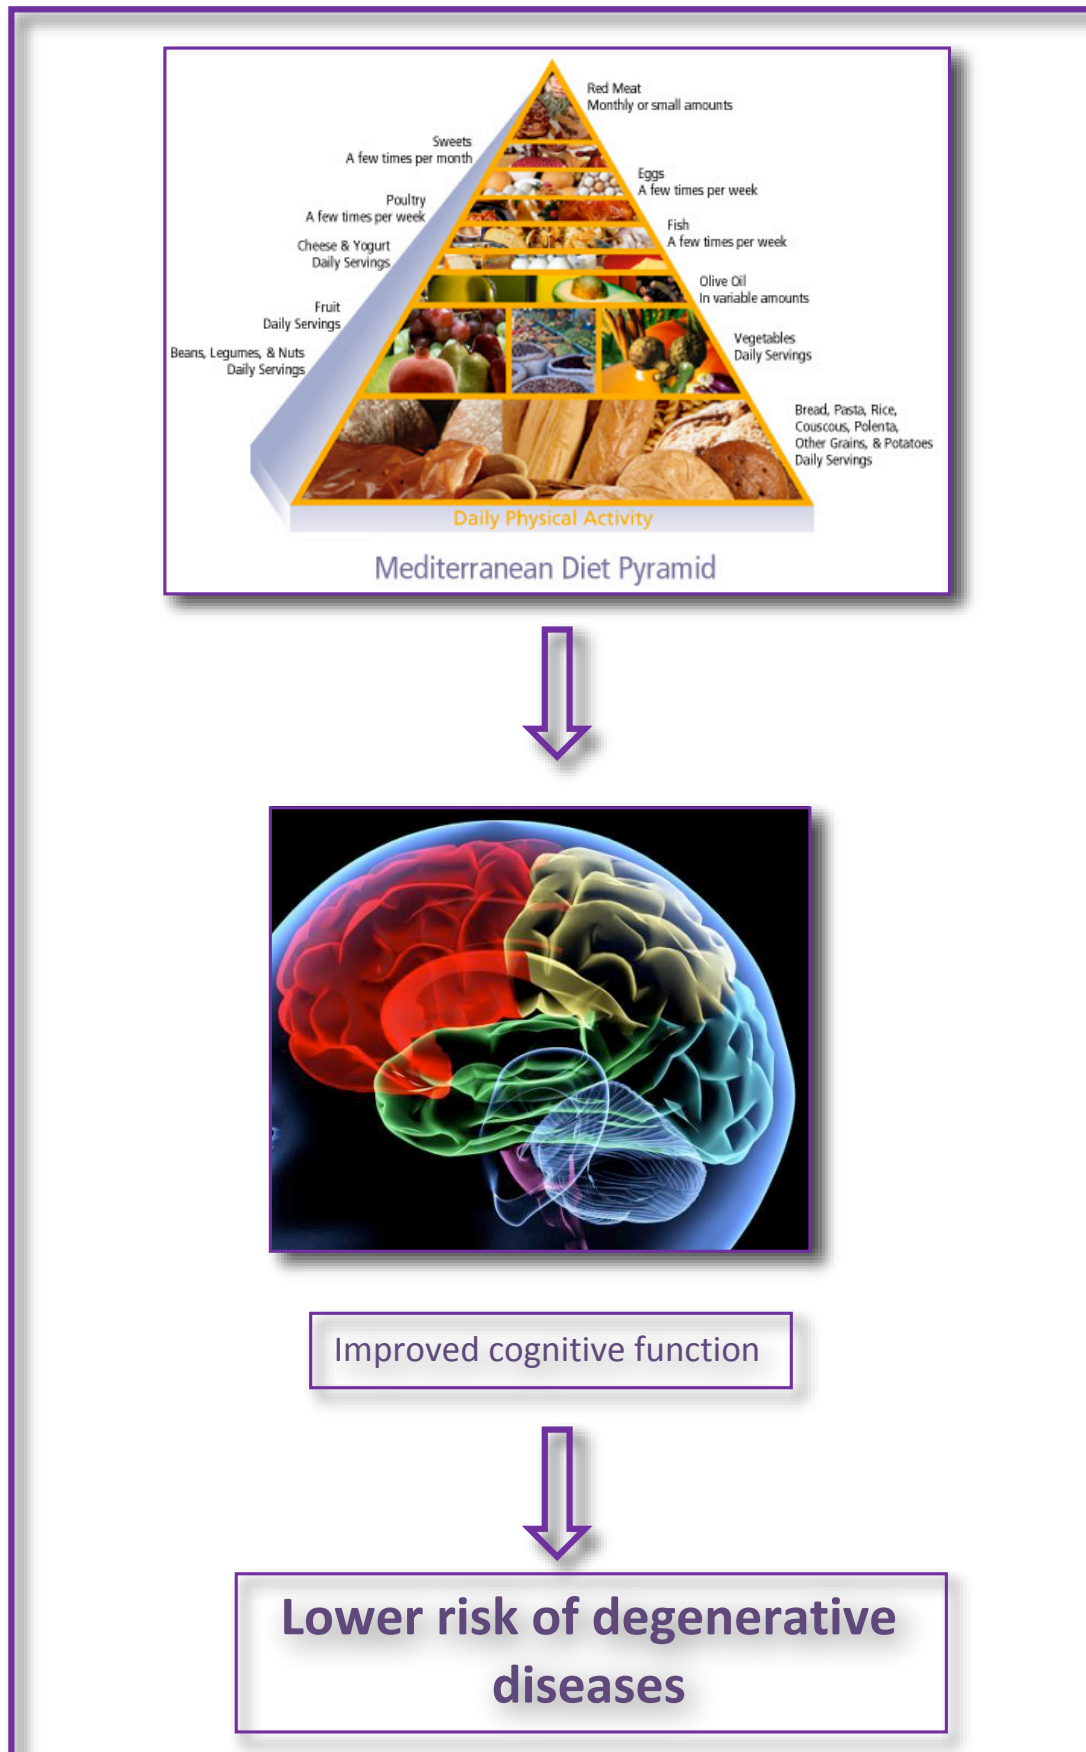 Red Meat
Monthly or small amounts
Sweets
A few times per month
Eggs
A few times per week
Poultry
A few times per week
Fish
A few times per week
Cheese & Yogurt
Daily Servings
Olive Oil
In variable amounts
Fruit
Daily Servings
Vegetables
Daily Servings
Beans, Legumes, & Nuts
Daily Servings
Bread, Pasta, Rice,
Couscous, Polenta,
Other Grains, & Potatoes
Daily Servings
Daily Physical Activity
Mediterranean Diet Pyramid
Improved cognitive function
Lower risk of degenerative
diseases